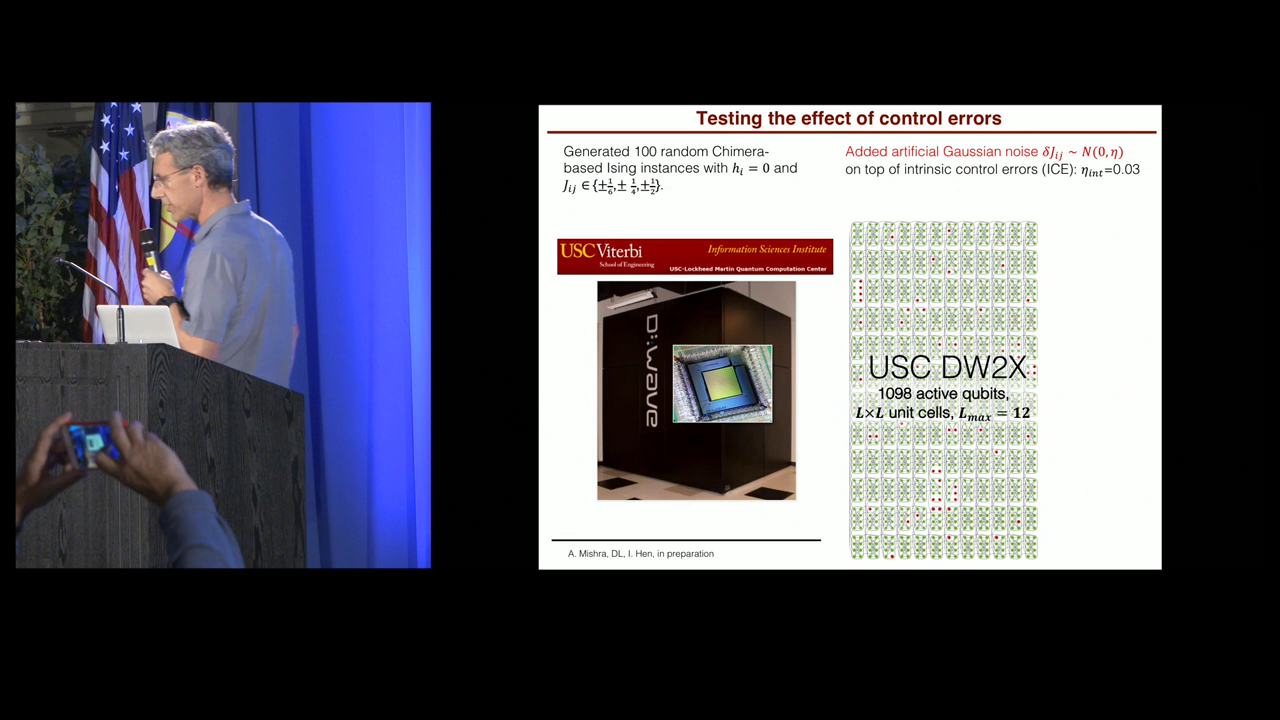 Testing the effect of control errors
Generated 100 random Chimera-
based Ising instances with hᵢ = 0 and
Jᵢⱼ ∈ {±1/6, ± 1/4, ±1/2}.
Added artificial Gaussian noise δJᵢⱼ ~ N(0, η)
on top of intrinsic control errors (ICE): ηᵢₙₜ=0.03
USC Viterbi
School of Engineering
Information Sciences Institute
USC-Lockheed Martin Quantum Computation Center
D:wave
USC DW2X
1098 active qubits,
L×L unit cells, Lₘₐₓ = 12
A. Mishra, DL, I. Hen, in preparation